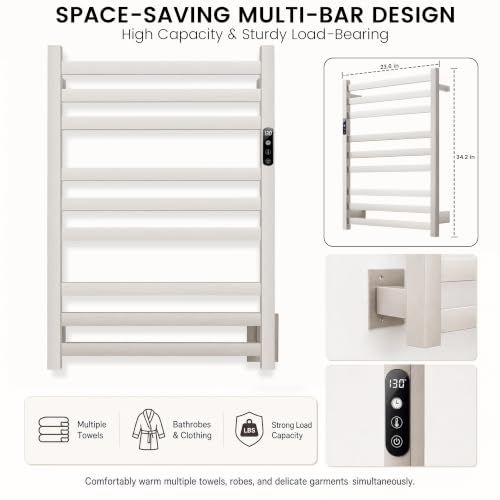 SPACE-SAVING MULTI-BAR DESIGN
High Capacity & Sturdy Load-Bearing
130
23.0 in
34.2 in
130°
Multiple
Towels
Bathrobes
& Clothing
LBS
Strong Load
Capacity
Comfortably warm multiple towels, robes, and delicate garments simultaneously.